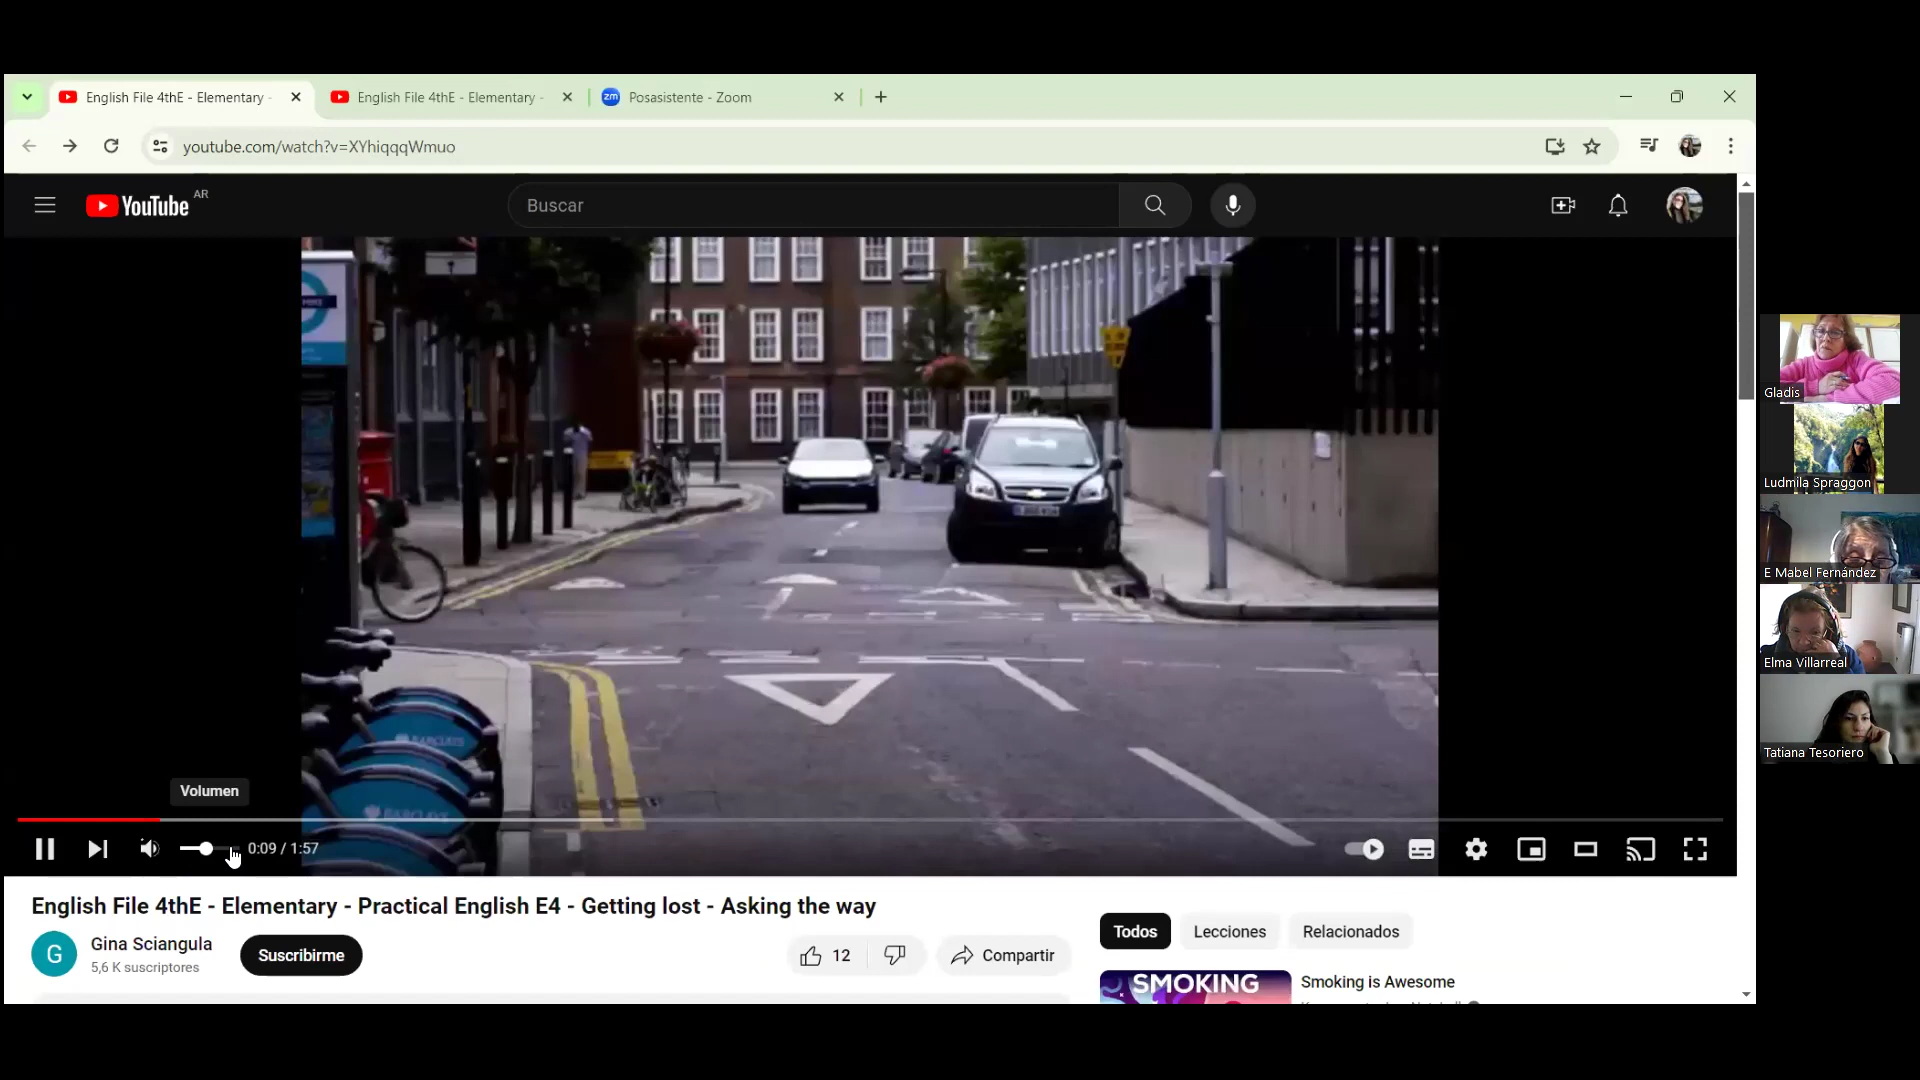 English File 4thE - Elementary -
English File 4thE - Elementary -
Posasistente - Zoom
zm
youtube.com/watch?v=XYhiqqqWmuo
YouTube AR
Buscar
BARCLAYS
BARCLAYS
Volumen
0:09 / 1:57
English File 4thE - Elementary - Practical English E4 - Getting lost - Asking the way
G
Gina Sciangula
5,6 K suscriptores
Suscribirme
12
Compartir
Todos
Lecciones
Relacionados
SMOKING
Smoking is Awesome
Gladis
Ludmila Spraggon
E Mabel Fernández
Elma Villarreal
Tatiana Tesoriero